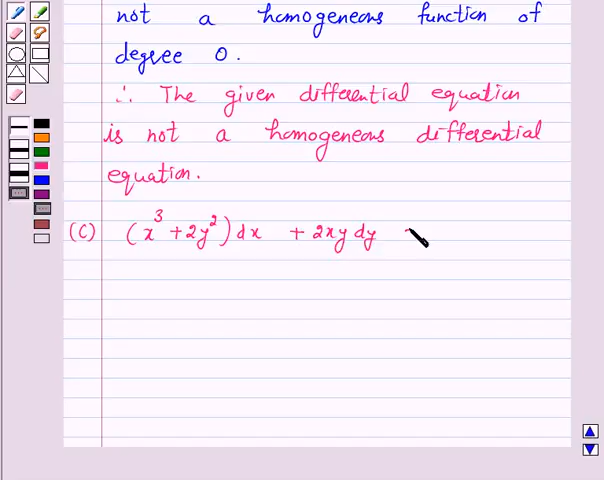 not a homogeneous function of
degree 0.
∴ The given differential equation
is not a homogeneous differential
equation.
(C) (x³ + 2y²) dx + 2xy dy